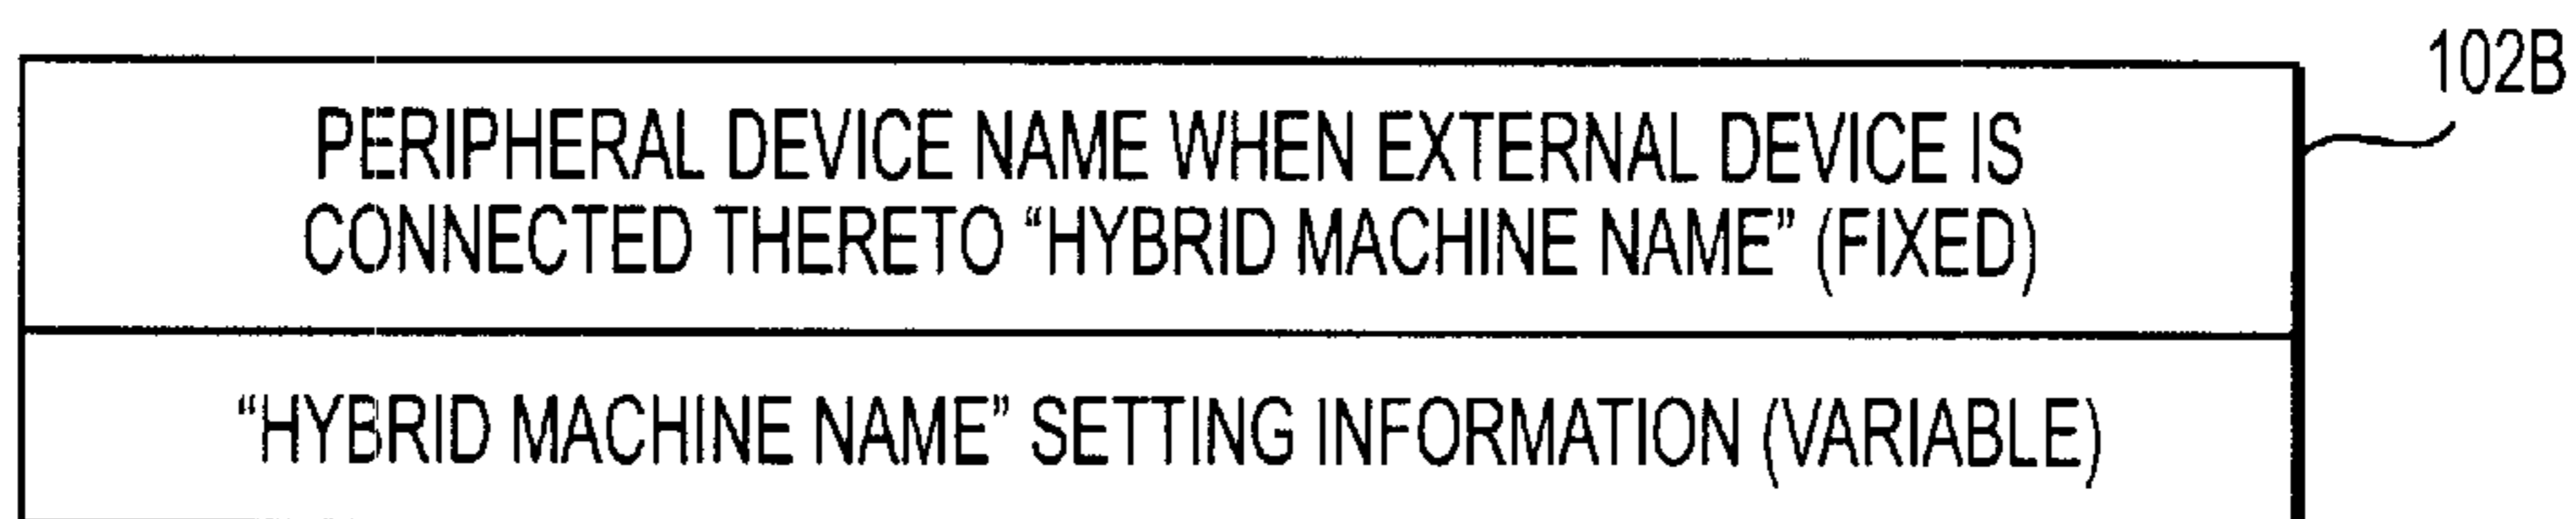 102B
PERIPHERAL DEVICE NAME WHEN EXTERNAL DEVICE IS
CONNECTED THERETO “HYBRID MACHINE NAME” (FIXED)
“HYBRID MACHINE NAME” SETTING INFORMATION (VARIABLE)